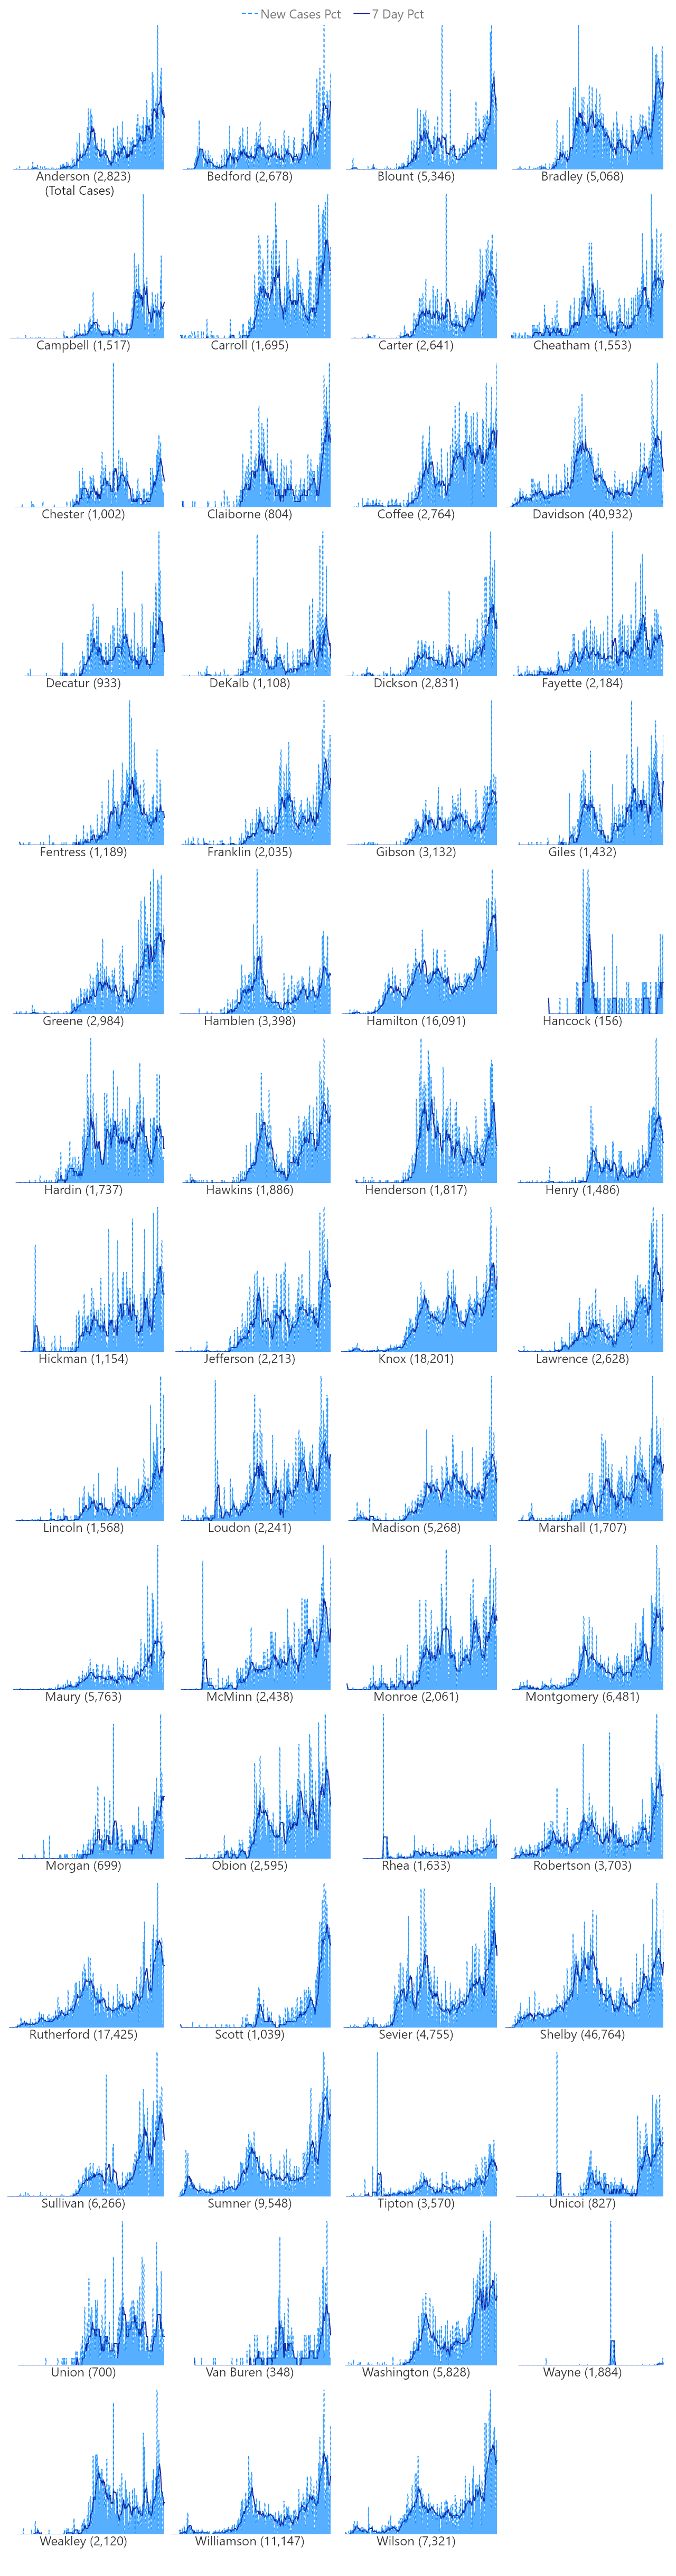 New Cases Pct 7 Day Pct
Anderson (2,823) Bedford (2,678) Blount (5,346) Bradley (5,068)
(Total Cases)
Campbell (1,517) Carroll (1,695) Carter (2,641) Cheatham (1,553)
Chester (1,002) Claiborne (804) Coffee (2,764) Davidson (40,932)
Decatur (933) DeKalb (1,108) Dickson (2,831) Fayette (2,184)
Fentress (1,189) Franklin (2,035) Gibson (3,132) Giles (1,432)
Greene (2,984) Hamblen (3,398) Hamilton (16,091) Hancock (156)
Hardin (1,737) Hawkins (1,886) Henderson (1,817) Henry (1,486)
Hickman (1,154) Jefferson (2,213) Knox (18,201) Lawrence (2,628)
Lincoln (1,568) Loudon (2,241) Madison (5,268) Marshall (1,707)
Maury (5,763) McMinn (2,438) Monroe (2,061) Montgomery (6,481)
Morgan (699) Obion (2,595) Rhea (1,633) Robertson (3,703)
Rutherford (17,425) Scott (1,039) Sevier (4,755) Shelby (46,764)
Sullivan (6,266) Sumner (9,548) Tipton (3,570) Unicoi (827)
Union (700) Van Buren (348) Washington (5,828) Wayne (1,884)
Weakley (2,120) Williamson (11,147) Wilson (7,321)